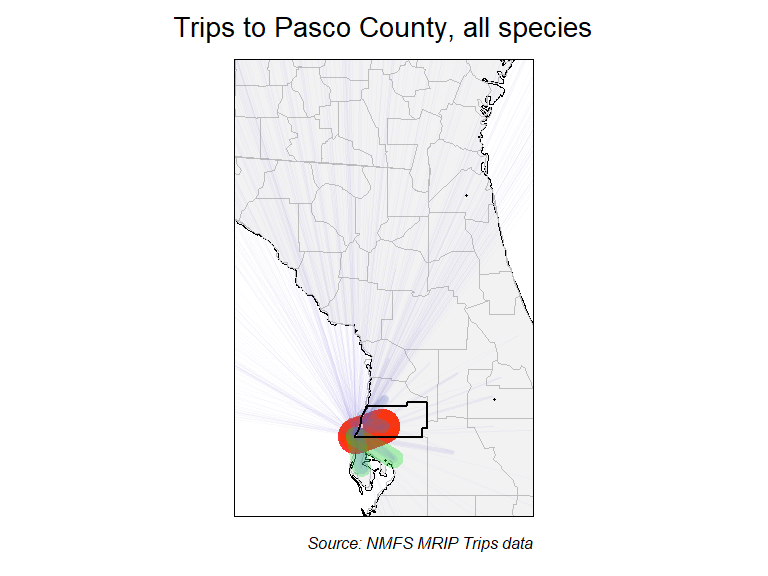 Trips to Pasco County, all species
Source: NMFS MRIP Trips data